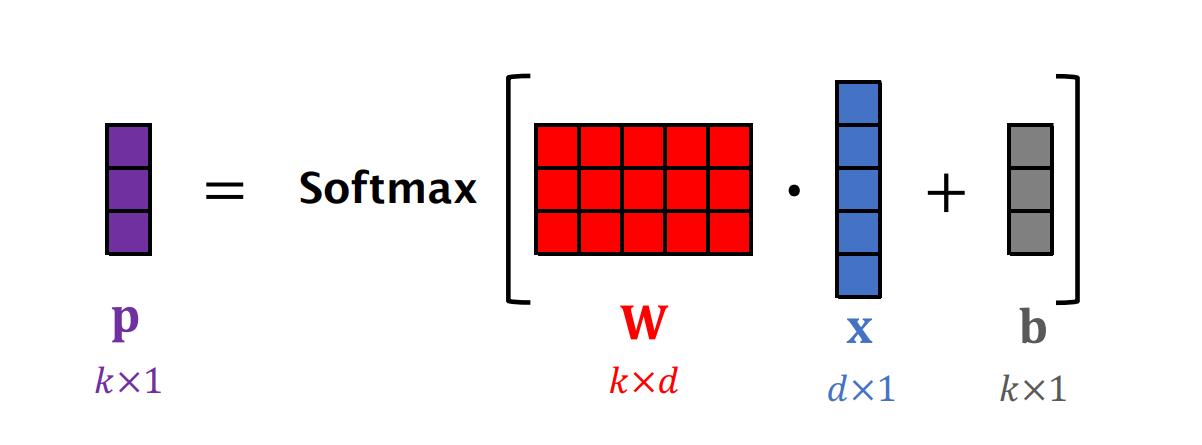 = Softmax [ · + ]
p W x b
k×1 k×d d×1 k×1